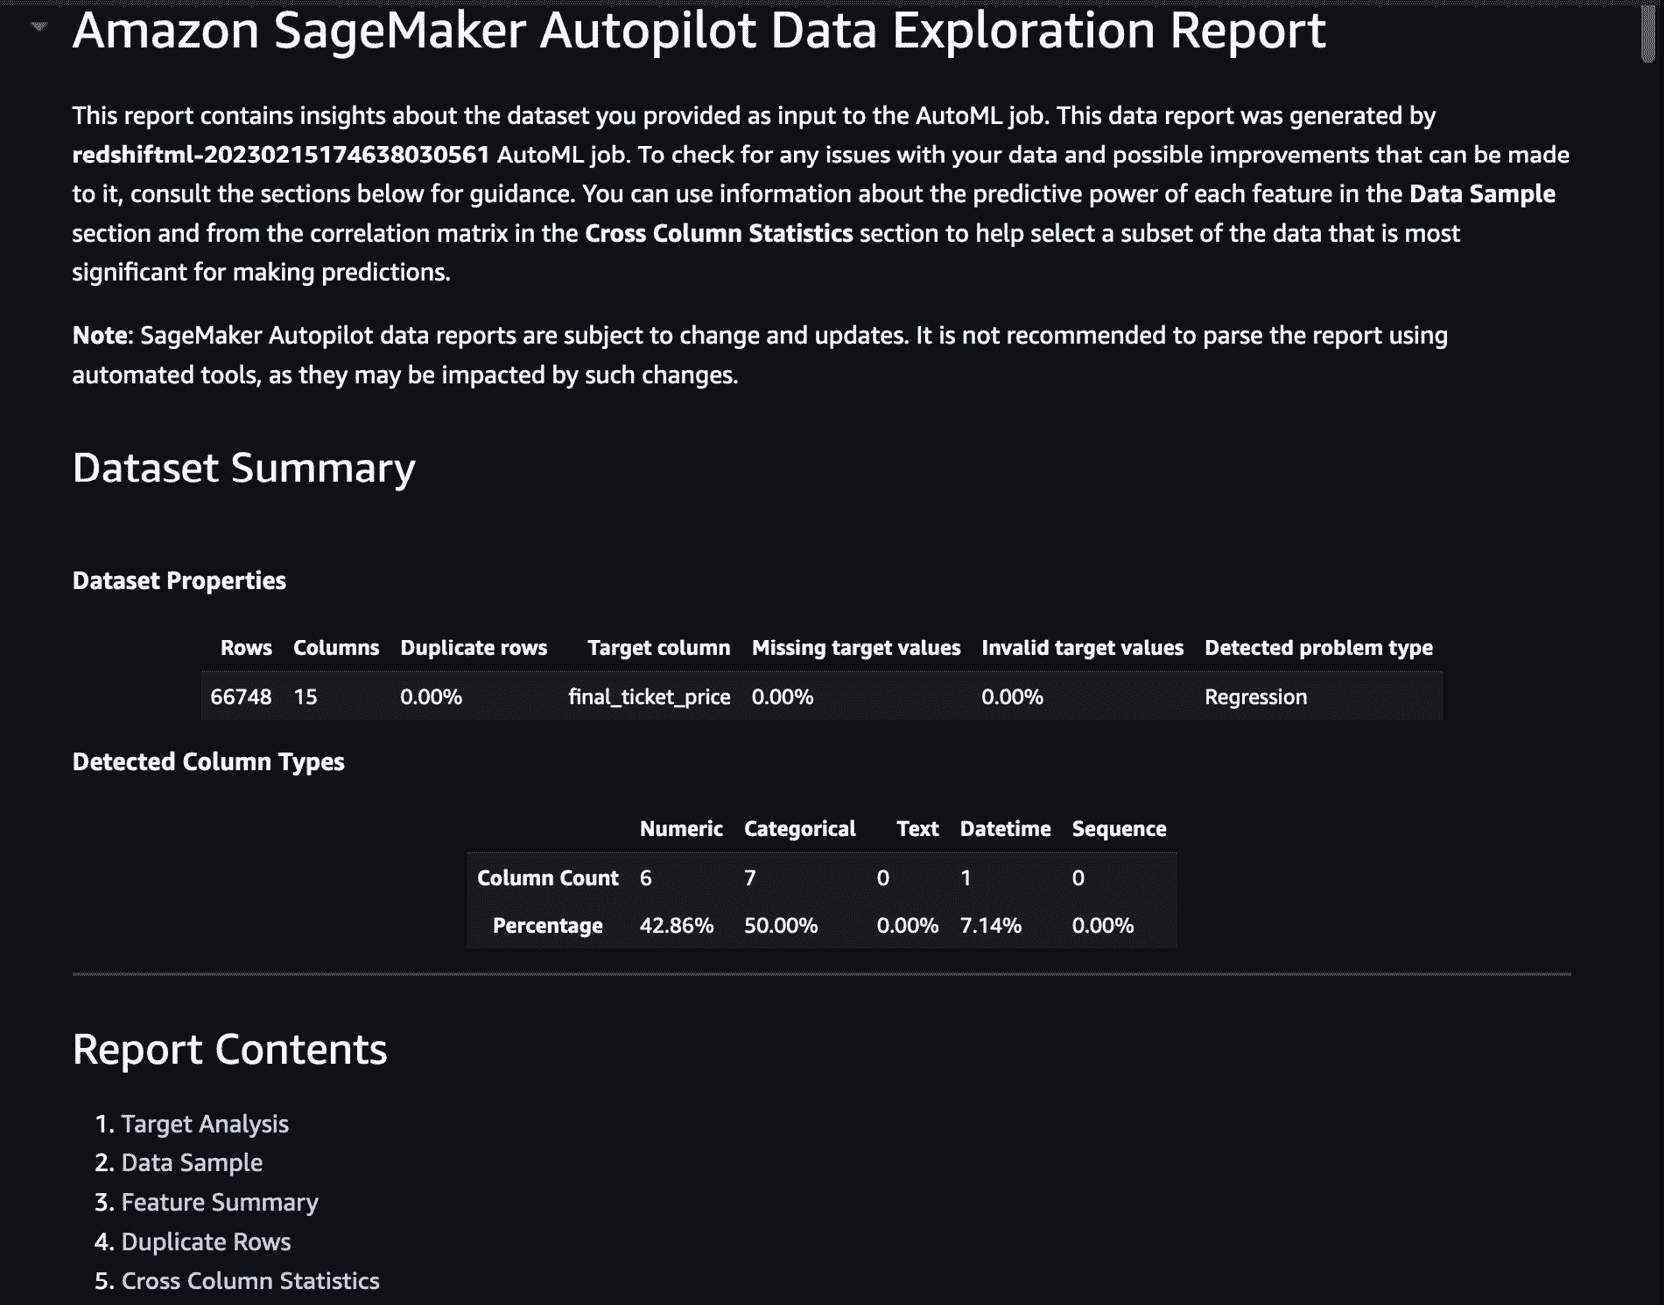 Amazon SageMaker Autopilot Data Exploration Report
This report contains insights about the dataset you provided as input to the AutoML job. This data report was generated by
redshiftml-20230215174638030561 AutoML job. To check for any issues with your data and possible improvements that can be made
to it, consult the sections below for guidance. You can use information about the predictive power of each feature in the Data Sample
section and from the correlation matrix in the Cross Column Statistics section to help select a subset of the data that is most
significant for making predictions.
Note: SageMaker Autopilot data reports are subject to change and updates. It is not recommended to parse the report using
automated tools, as they may be impacted by such changes.
Dataset Summary
Dataset Properties
Rows Columns Duplicate rows Target column Missing target values Invalid target values Detected problem type
66748 15 0.00% final_ticket_price 0.00% 0.00% Regression
Detected Column Types
Numeric Categorical Text Datetime Sequence
Column Count 6 7 0 1 0
Percentage 42.86% 50.00% 0.00% 7.14% 0.00%
Report Contents
1. Target Analysis
2. Data Sample
3. Feature Summary
4. Duplicate Rows
5. Cross Column Statistics